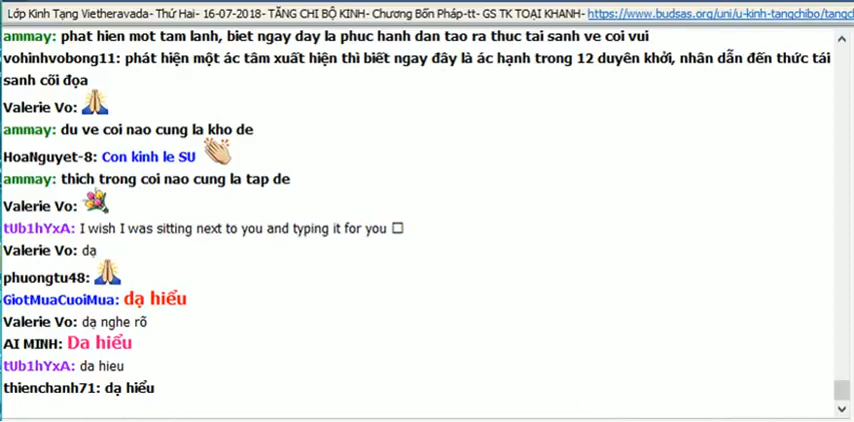 Lớp Kinh Tạng Vietheravada- Thứ Hai- 16-07-2018- TĂNG CHI BỘ KINH- Chương Bốn Pháp-tt- GS TK TOẠI KHANH- https://www.budsas.org/uni/u-kinh-tangchibo/tangc
ammay: phat hien mot tam lanh, biet ngay day la phuc hanh dan tao ra thuc tai sanh ve coi vui
vohinhvobong11: phát hiện một ác tâm xuất hiện thì biết ngay đây là ác hạnh trong 12 duyên khởi, nhân dẫn đến thức tái
sanh cõi đọa
Valerie Vo:
ammay: du ve coi nao cung la kho de
HoaNguyet-8: Con kinh le SU
ammay: thich trong coi nao cung la tap de
Valerie Vo:
tUb1hYxA: I wish I was sitting next to you and typing it for you
Valerie Vo: dạ
phuongtu48:
GiotMuaCuoiMua: dạ hiểu
Valerie Vo: dạ nghe rõ
AI MINH: Da hiểu
tUb1hYxA: da hieu
thienchanh71: dạ hiểu